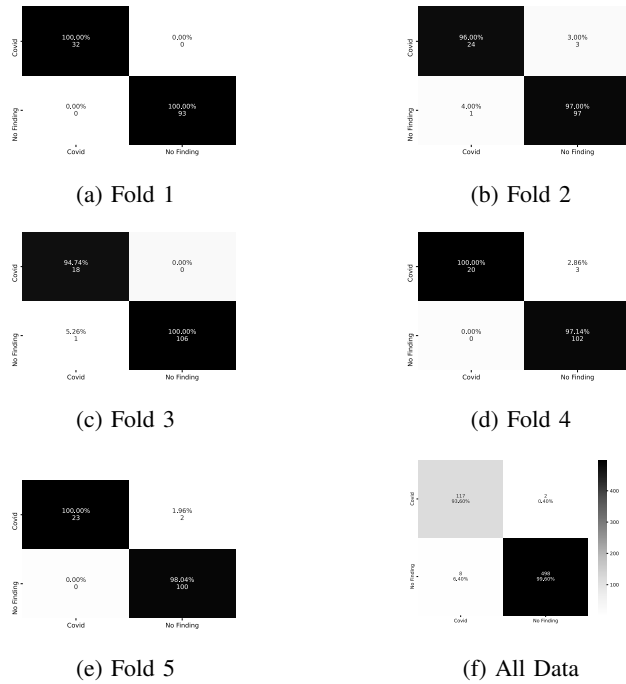 Covid
100.00%
32
0.00%
0
No Finding
0.00%
0
100.00%
93
Covid
No Finding
(a) Fold 1
Covid
96.00%
24
3.00%
3
No Finding
4.00%
1
97.00%
97
Covid
No Finding
(b) Fold 2
Covid
94.74%
18
0.00%
0
No Finding
5.26%
1
100.00%
106
Covid
No Finding
(c) Fold 3
Covid
100.00%
20
2.86%
3
No Finding
0.00%
0
97.14%
102
Covid
No Finding
(d) Fold 4
Covid
100.00%
23
1.96%
2
No Finding
0.00%
0
98.04%
100
Covid
No Finding
(e) Fold 5
Covid
117
93.60%
2
0.40%
No Finding
8
6.40%
498
99.60%
Covid
No Finding
400
300
200
100
(f) All Data